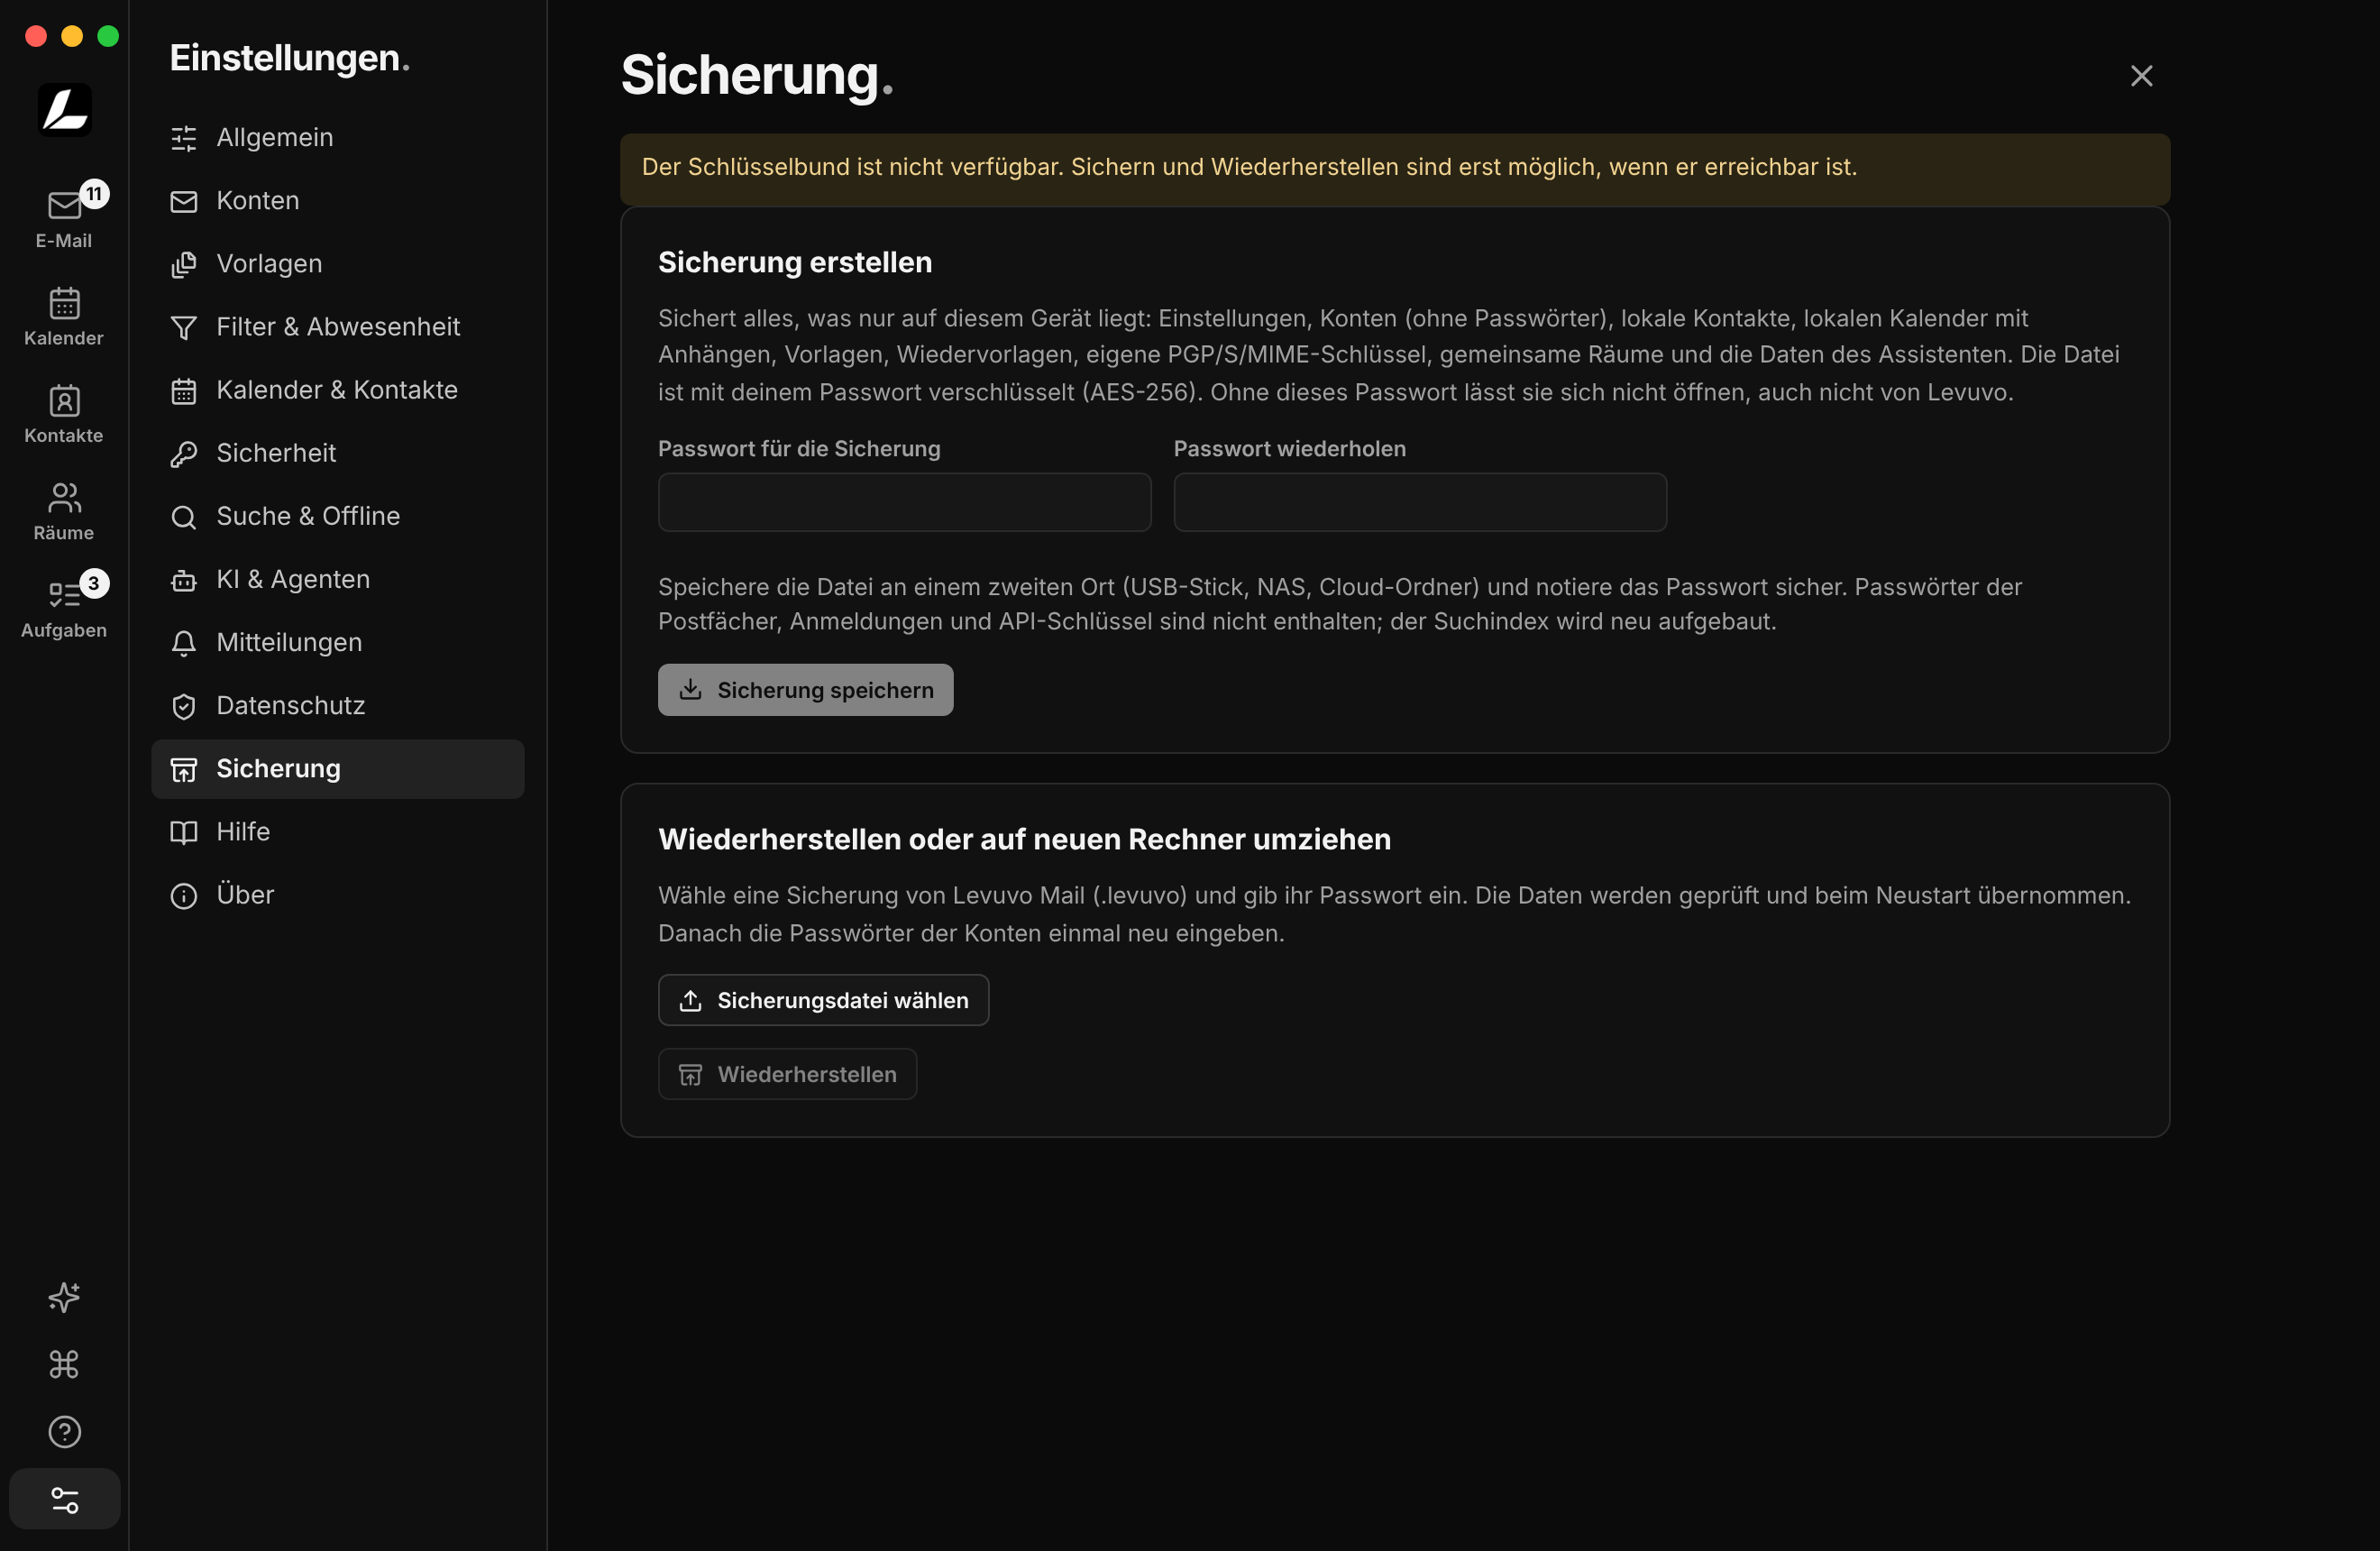 Einstellungen.
11
E-Mail
Kalender
Kontakte
Räume
3
Aufgaben
Allgemein
Konten
Vorlagen
Filter & Abwesenheit
Kalender & Kontakte
Sicherheit
Suche & Offline
KI & Agenten
Mitteilungen
Datenschutz
Sicherung
Hilfe
Über
Sicherung.
Der Schlüsselbund ist nicht verfügbar. Sichern und Wiederherstellen sind erst möglich, wenn er erreichbar ist.
Sicherung erstellen
Sichert alles, was nur auf diesem Gerät liegt: Einstellungen, Konten (ohne Passwörter), lokale Kontakte, lokalen Kalender mit
Anhängen, Vorlagen, Wiedervorlagen, eigene PGP/S/MIME-Schlüssel, gemeinsame Räume und die Daten des Assistenten. Die Datei
ist mit deinem Passwort verschlüsselt (AES-256). Ohne dieses Passwort lässt sie sich nicht öffnen, auch nicht von Levuvo.
Passwort für die Sicherung
Passwort wiederholen
Speichere die Datei an einem zweiten Ort (USB-Stick, NAS, Cloud-Ordner) und notiere das Passwort sicher. Passwörter der
Postfächer, Anmeldungen und API-Schlüssel sind nicht enthalten; der Suchindex wird neu aufgebaut.
Sicherung speichern
Wiederherstellen oder auf neuen Rechner umziehen
Wähle eine Sicherung von Levuvo Mail (.levuvo) und gib ihr Passwort ein. Die Daten werden geprüft und beim Neustart übernommen.
Danach die Passwörter der Konten einmal neu eingeben.
Sicherungsdatei wählen
Wiederherstellen